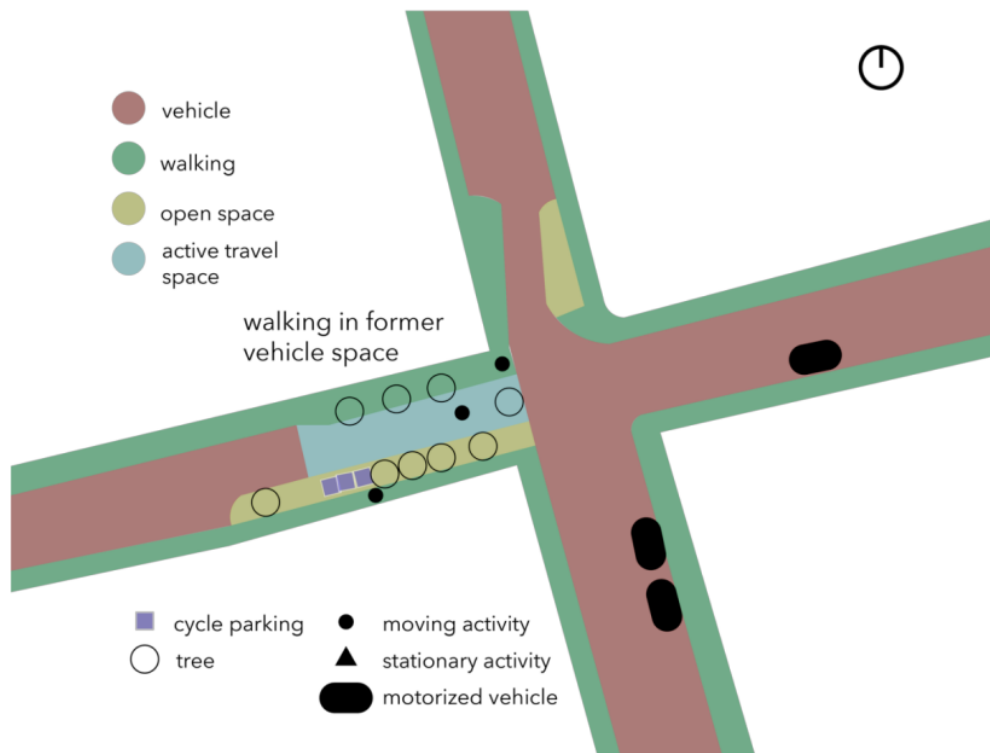 vehicle
walking
open space
active travel
space
walking in former
vehicle space
cycle parking
tree
moving activity
stationary activity
motorized vehicle